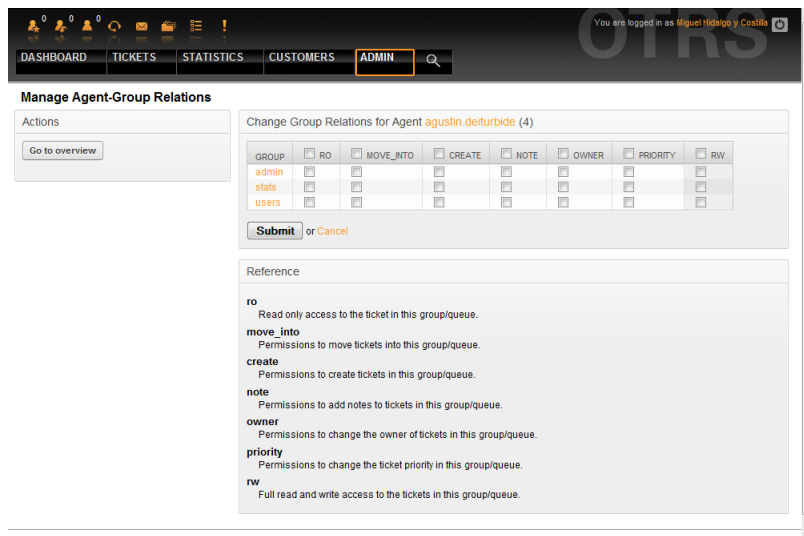 0 0 0
You are logged in as Miguel Hidalgo y Costilla
OTRS
DASHBOARD TICKETS STATISTICS CUSTOMERS ADMIN
Manage Agent-Group Relations
Actions
Go to overview
Change Group Relations for Agent agustin.deiturbide (4)
GROUP RO MOVE_INTO CREATE NOTE OWNER PRIORITY RW
admin
stats
users
Submit or Cancel
Reference
ro
Read only access to the ticket in this group/queue.
move_into
Permissions to move tickets into this group/queue.
create
Permissions to create tickets in this group/queue.
note
Permissions to add notes to tickets in this group/queue.
owner
Permissions to change the owner of tickets in this group/queue.
priority
Permissions to change the ticket priority in this group/queue.
rw
Full read and write access to the tickets in this group/queue.